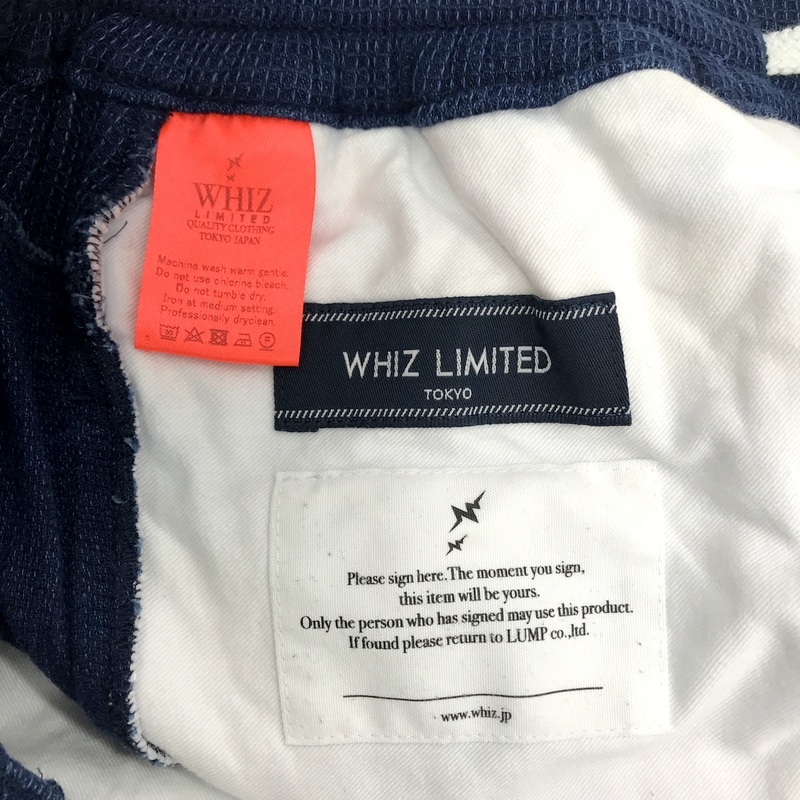 WHIZ
LIMITED
QUALITY CLOTHING
TOKYO JAPAN
Machine wash warm gentle.
Do not use chlorine bleach.
Do not tumble dry.
Iron at medium setting.
Professionally dryclean.
WHIZ LIMITED
TOKYO
Please sign here.The moment you sign,
this item will be yours.
Only the person who has signed may use this product.
If found please return to LUMP co.,ltd.
www.whiz.jp